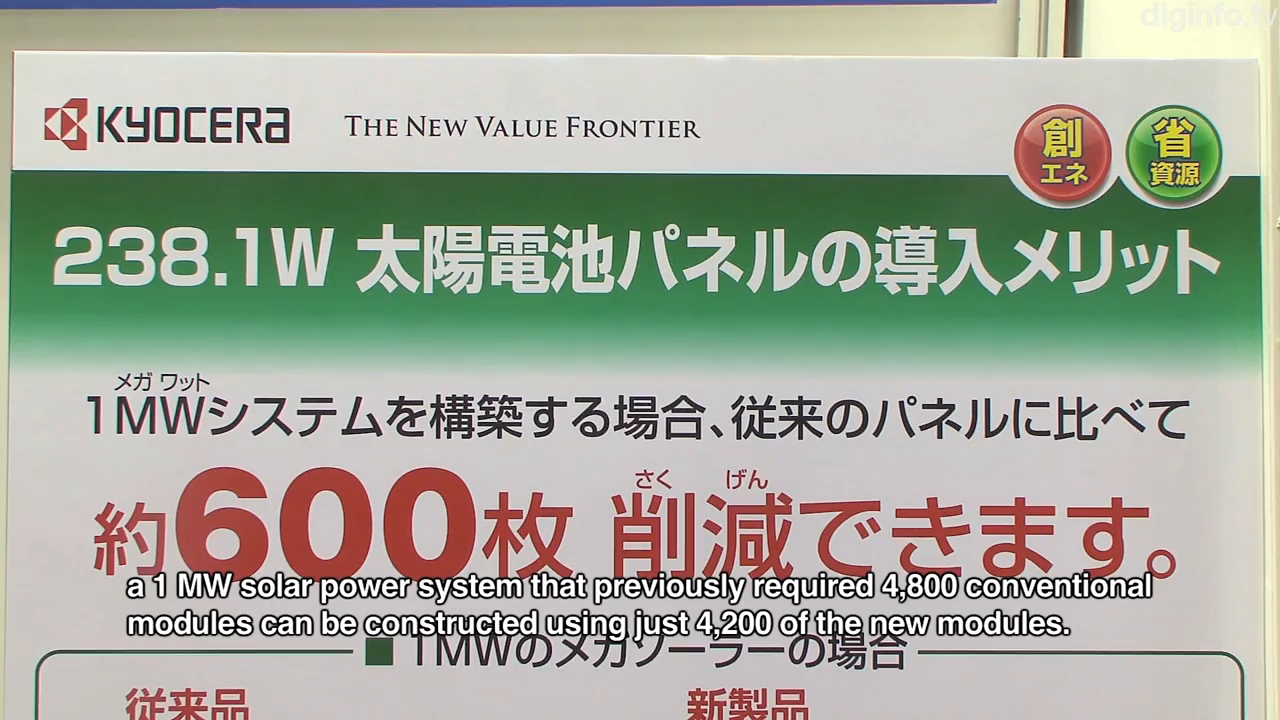 diginfo.tv
KYOCERA THE NEW VALUE FRONTIER
創エネ
省資源
238.1W 太陽電池パネルの導入メリット
メガ ワット
1MWシステムを構築する場合、従来のパネルに比べて
さく げん
約600枚 削減できます。
a 1 MW solar power system that previously required 4,800 conventional
modules can be constructed using just 4,200 of the new modules.
■ 1MWのメガソーラーの場合
従来品 新製品